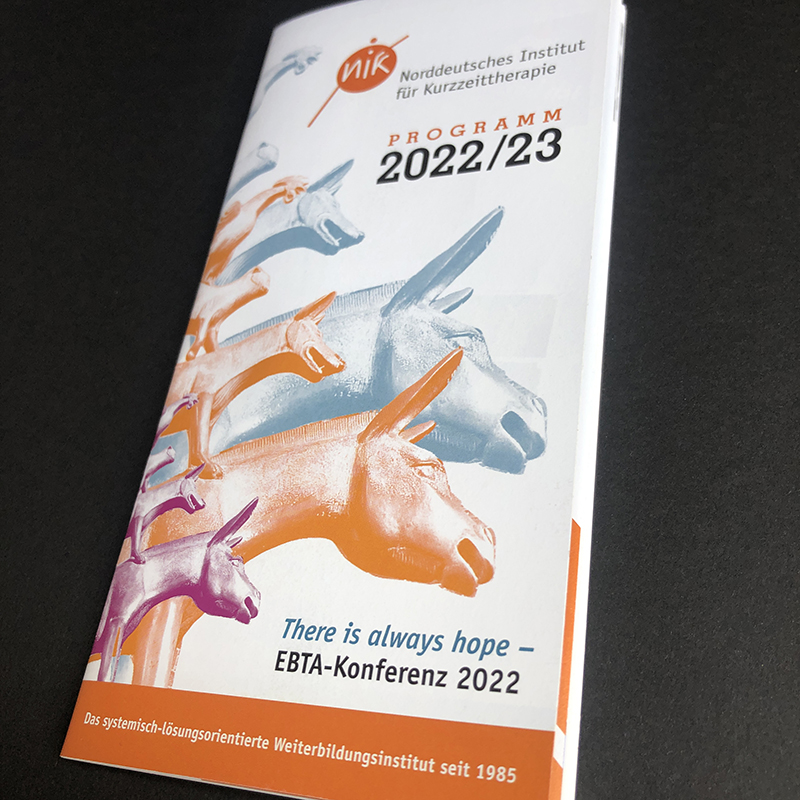 nik
Norddeutsches Institut
für Kurzzeittherapie
PROGRAMM
2022/23
There is always hope –
EBTA-Konferenz 2022
Das systemisch-lösungsorientierte Weiterbildungsinstitut seit 1985